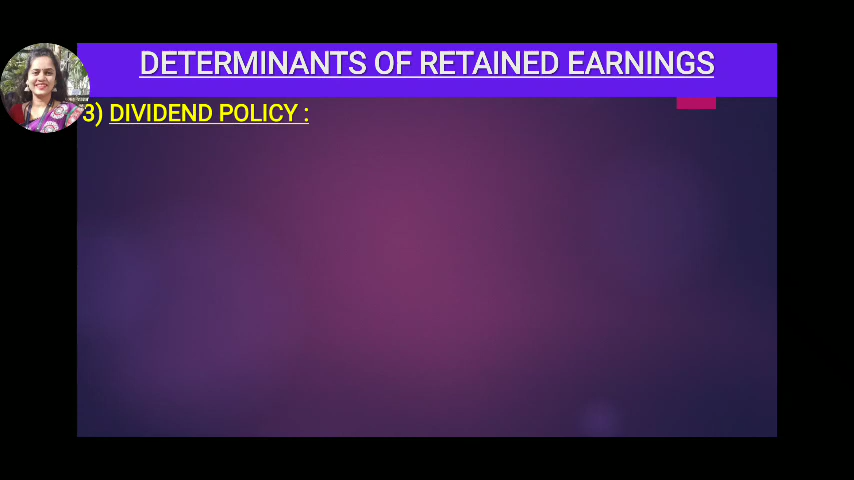 DETERMINANTS OF RETAINED EARNINGS
3) DIVIDEND POLICY :